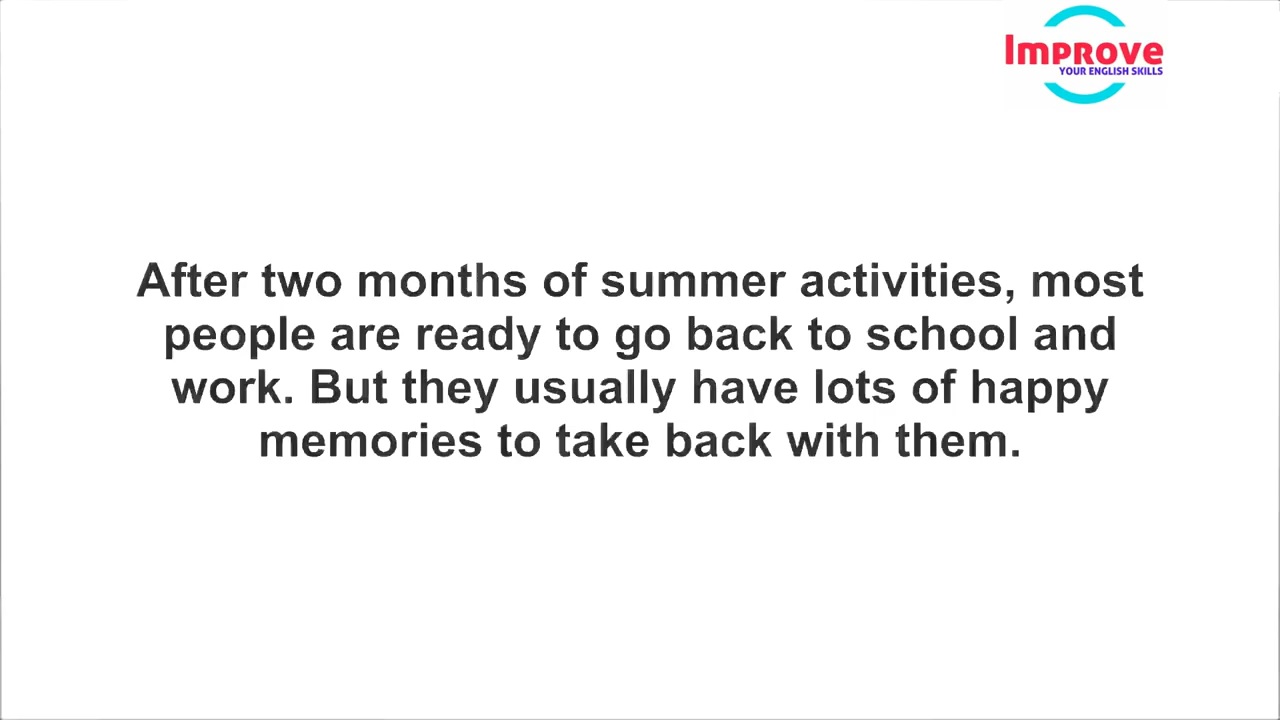 Improve
YOUR ENGLISH SKILLS
After two months of summer activities, most
people are ready to go back to school and
work. But they usually have lots of happy
memories to take back with them.